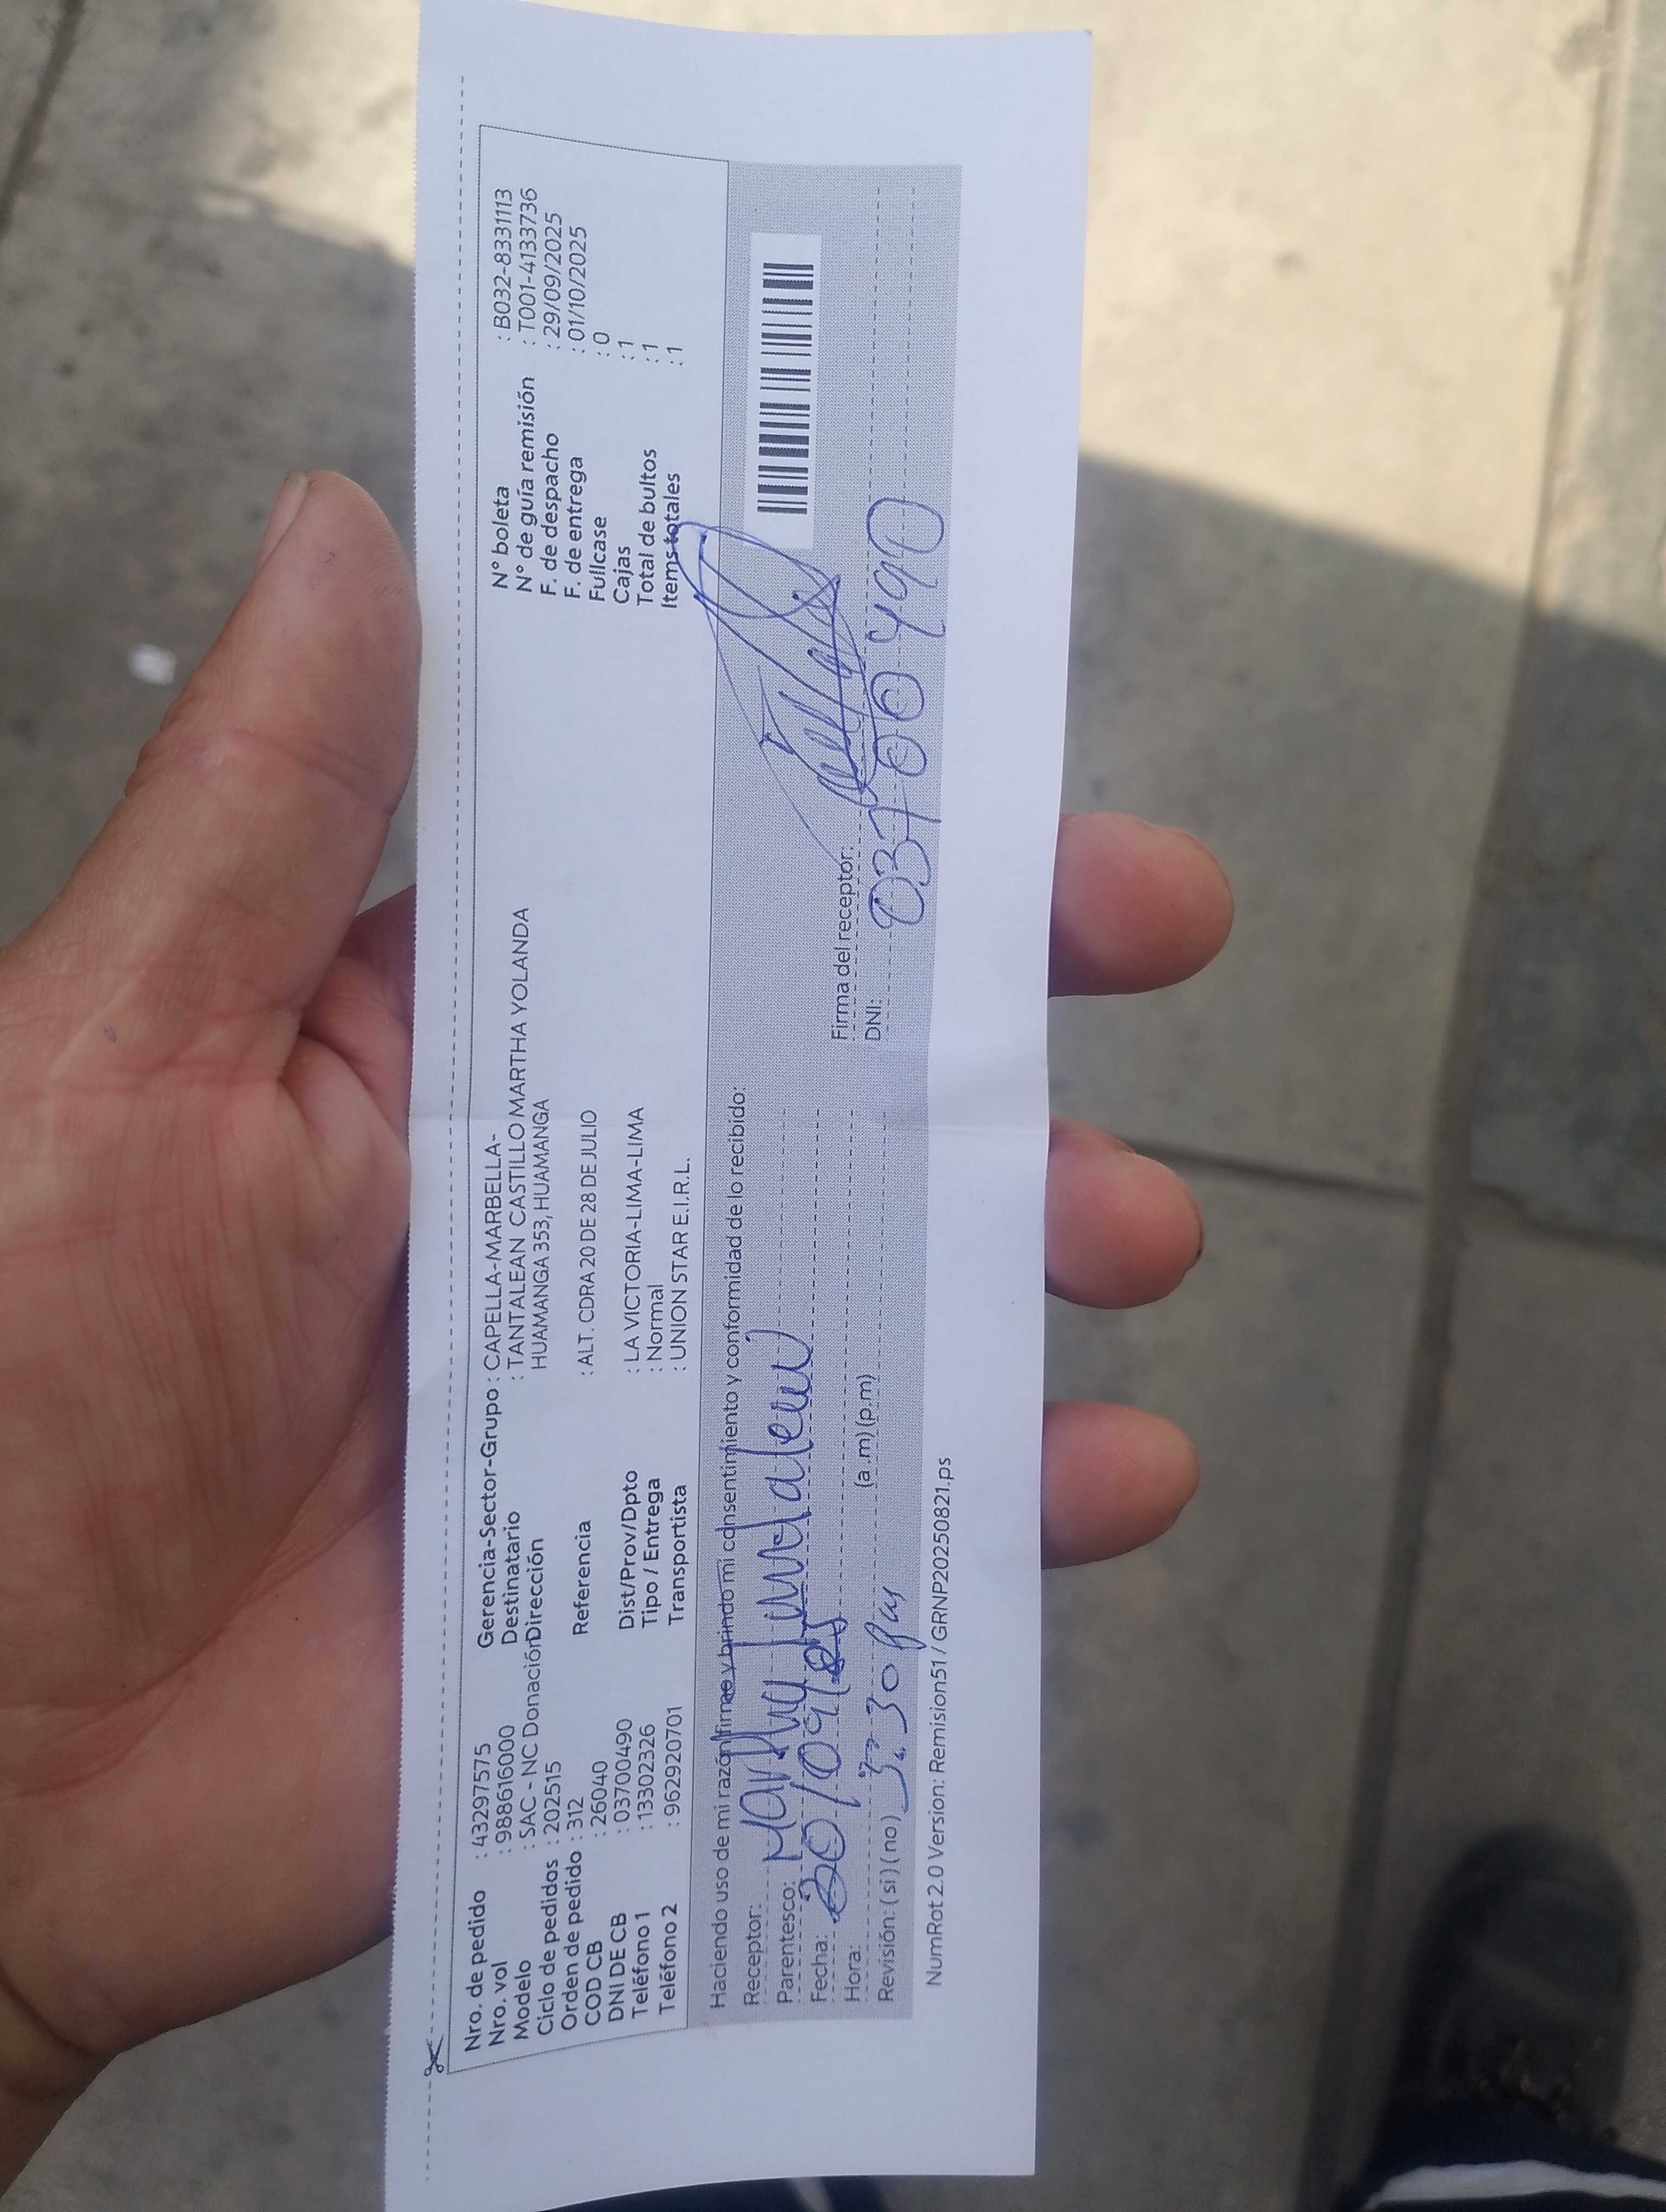 Nro. de pedido : 43297575
Nro. vol : 988616000
Modelo : SAC - NC Donación
Ciclo de pedidos : 202515
Orden de pedido : 312
COD CB : 26040
DNI DE CB : 03700490
Teléfono 1 : 13302326
Teléfono 2 : 962920701
Gerencia-Sector-Grupo : CAPELLA-MARBELLA-
Destinatario : TANTALEAN CASTILLO MARTHA YOLANDA
Dirección HUAMANGA 353, HUAMANGA
Referencia : ALT. CDRA 20 DE 28 DE JULIO
Dist/Prov/Dpto : LA VICTORIA-LIMA-LIMA
Tipo / Entrega : Normal
Transportista : UNION STAR E.I.R.L.
N° boleta : B032-8331113
N° de guía remisión : T001-4133736
F. de despacho : 29/09/2025
F. de entrega : 01/10/2025
Fullcase : 0
Cajas : 1
Total de bultos : 1
Items totales : 1
Haciendo uso de mi razón firmo y brindo mi consentimiento y conformidad de lo recibido:
Receptor:
Parentesco:
Fecha: 30/09/25
Hora: (a.m) (p.m)
Revisión: (si) (no) 3:30 pm
Firma del receptor:
DNI: 03700490
NumRot 2.0 Version: Remision51 / GRNP20250821.ps